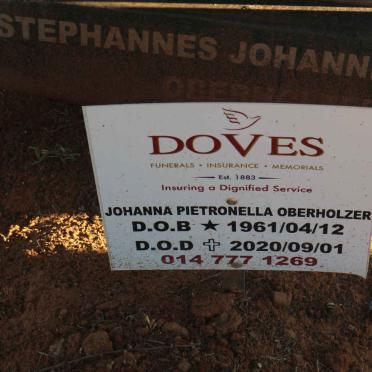 STEPHANNES JOHANN
OBER
DOVES
FUNERALS • INSURANCE • MEMORIALS
Est. 1883
Insuring a Dignified Service
JOHANNA PIETRONELLA OBERHOLZER
D.O.B ★ 1961/04/12
D.O.D ✝ 2020/09/01
014 777 1269